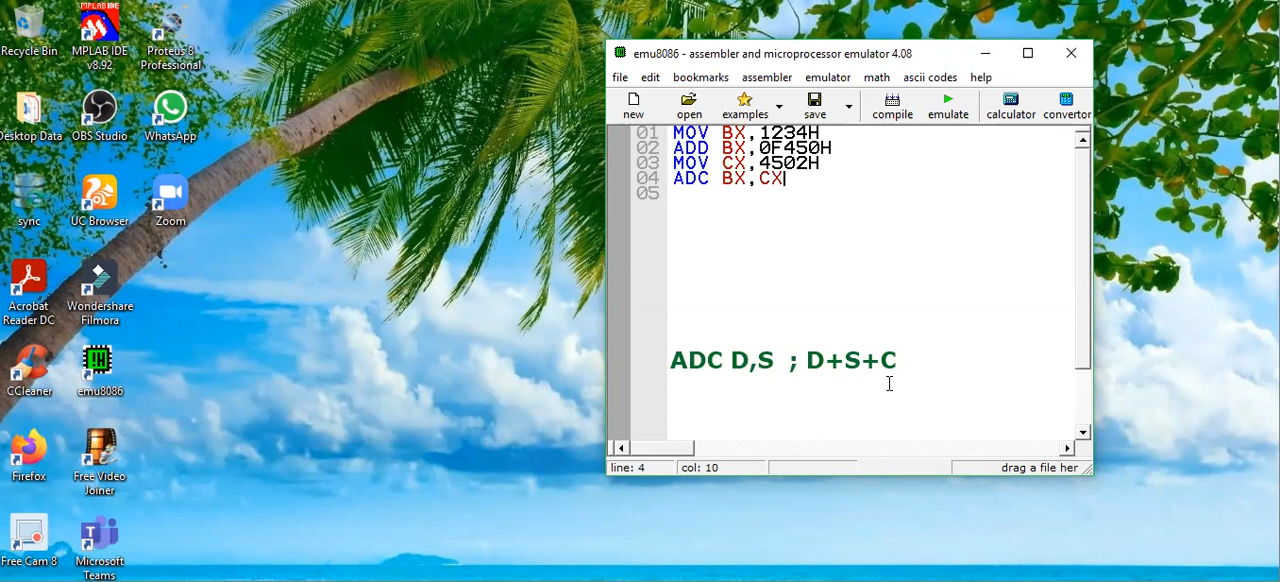 Recycle Bin
MPLAB IDE
MPLAB IDE
v8.92
Proteus 8
Professional
Desktop Data
OBS Studio
WhatsApp
sync
UC Browser
Zoom
Acrobat
Reader DC
Wondershare
Filmora
CCleaner
emu8086
Firefox
Free Video
Joiner
Free Cam 8
Microsoft
Teams
emu8086 - assembler and microprocessor emulator 4.08
file edit bookmarks assembler emulator math ascii codes help
new open examples save compile emulate calculator convertor
01 MOV BX,1234H
02 ADD BX,0F450H
03 MOV CX,4502H
04 ADC BX,CX
05
ADC D,S ; D+S+C
line: 4 col: 10 drag a file her